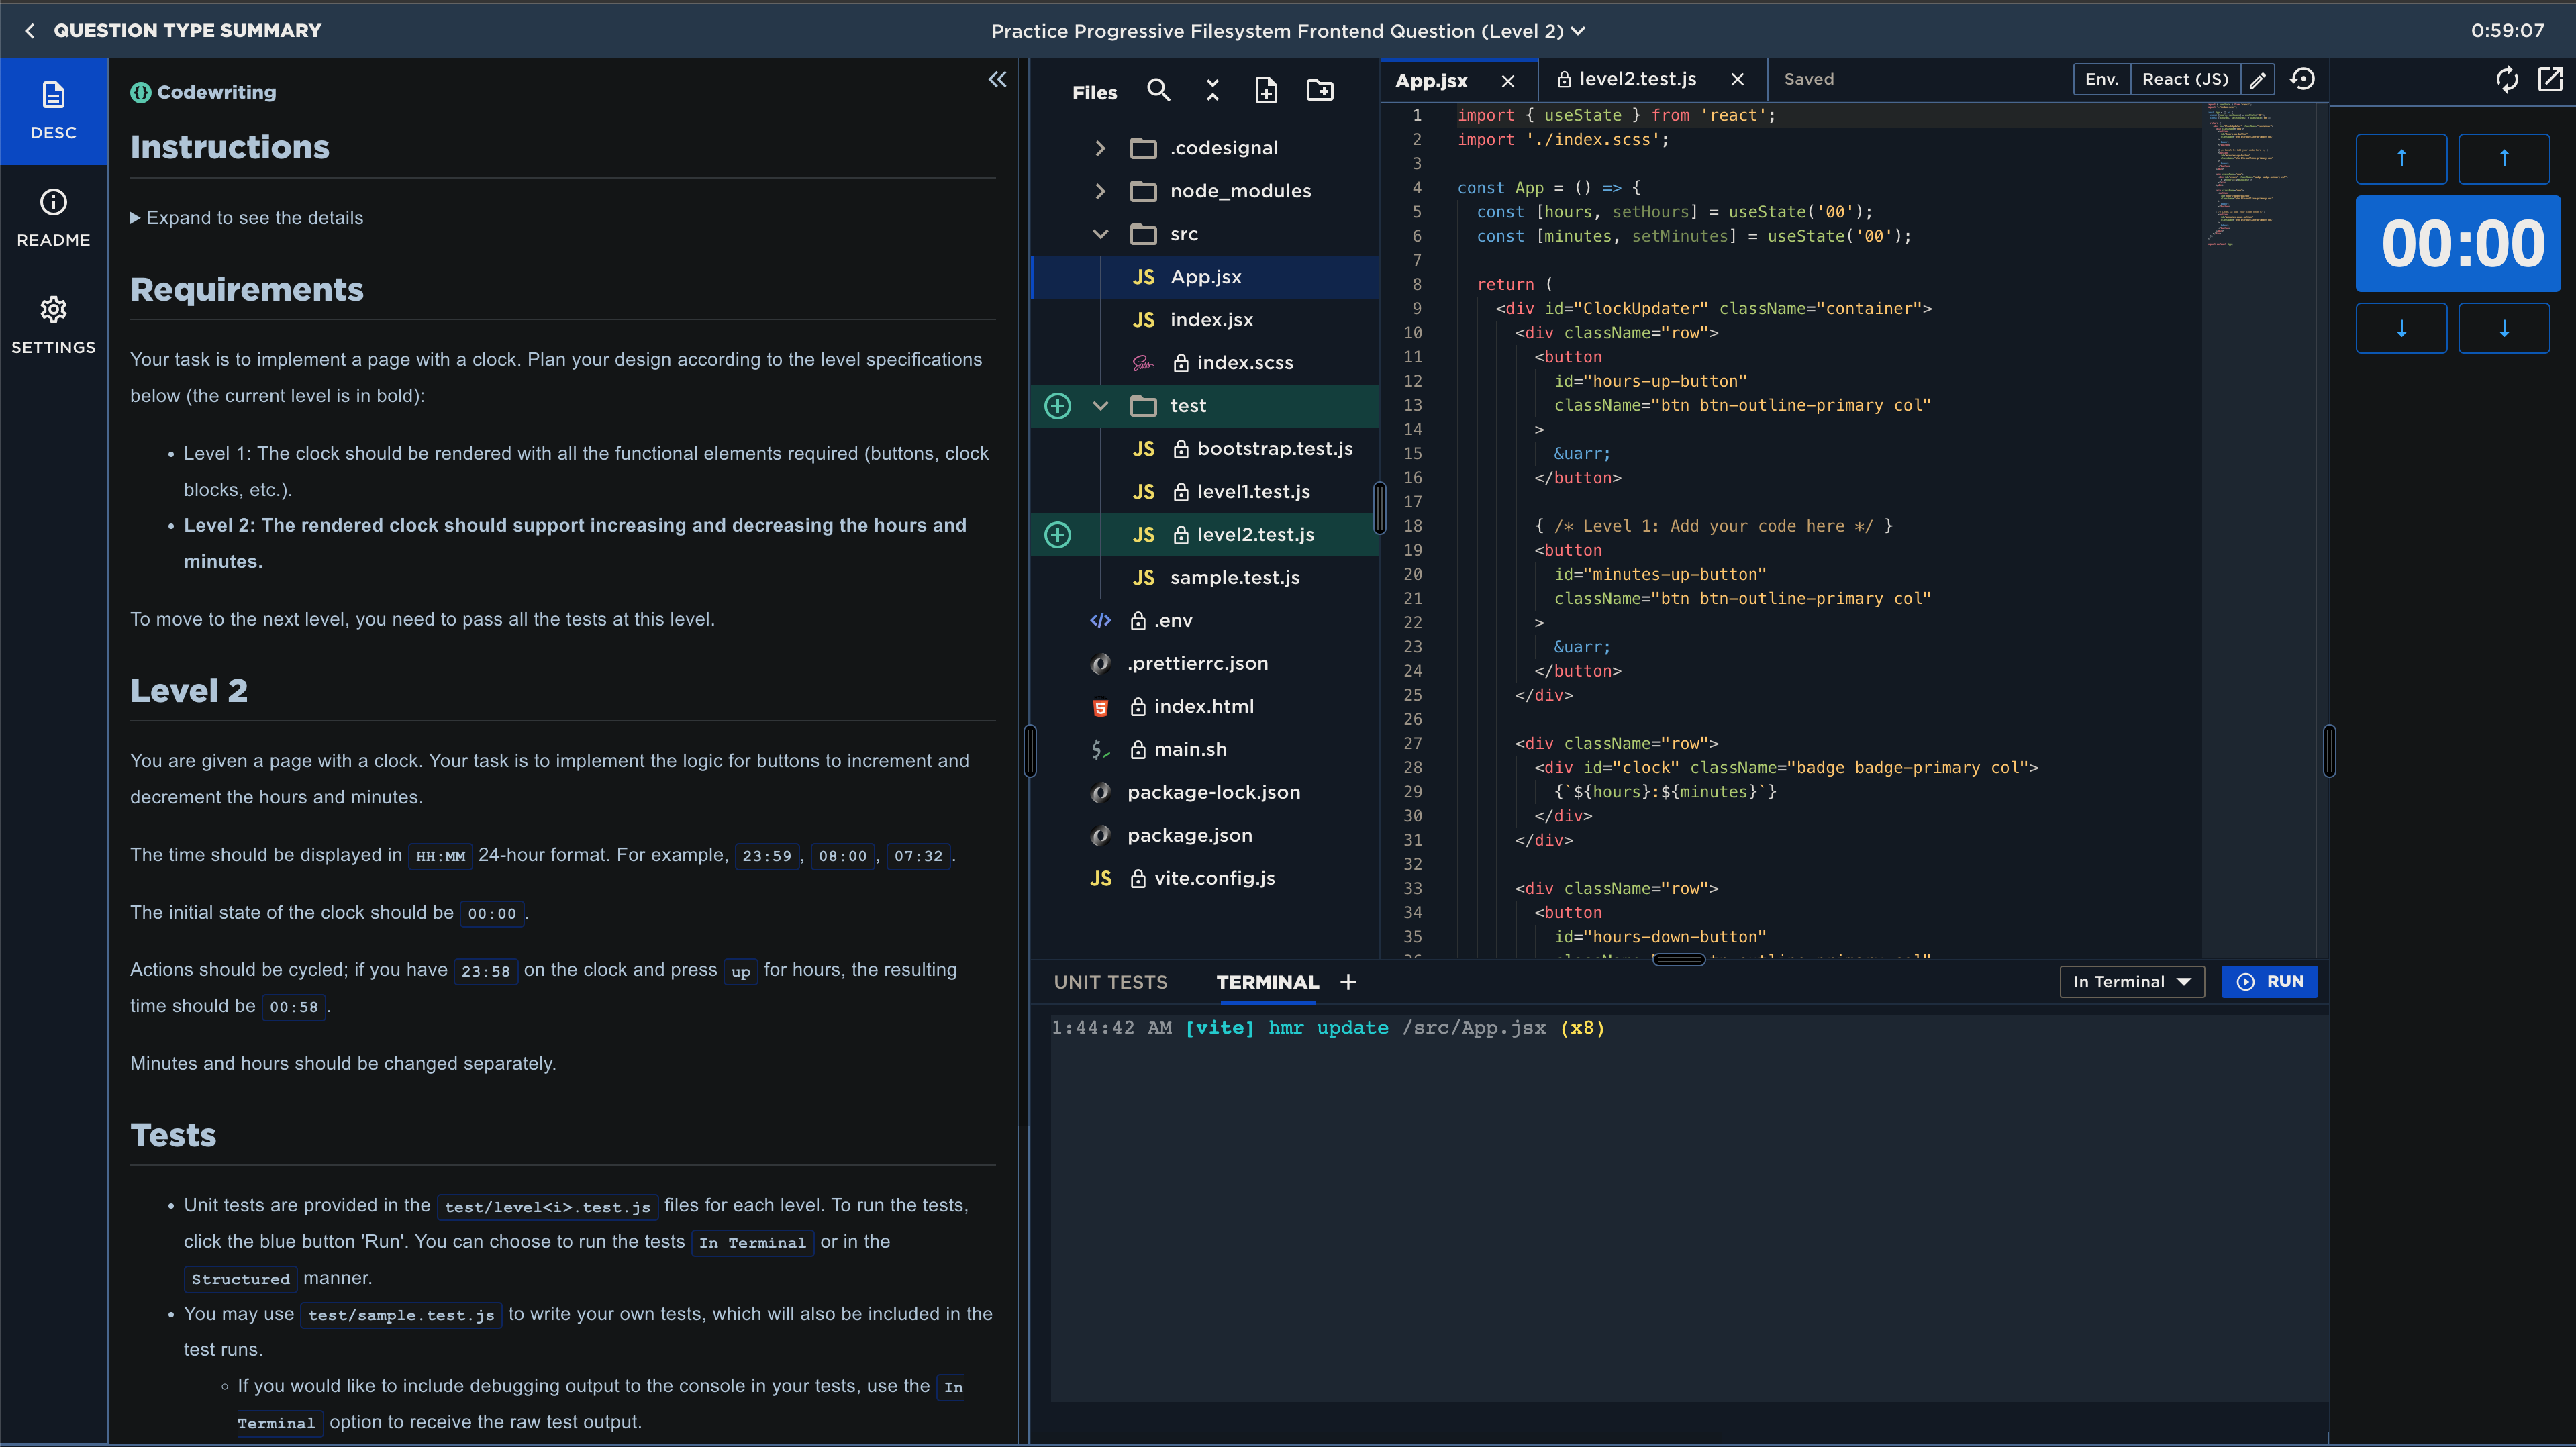 QUESTION TYPE SUMMARY
Practice Progressive Filesystem Frontend Question (Level 2)
0:59:07
DESC
README
SETTINGS
Codewriting
Instructions
Expand to see the details
Requirements
Your task is to implement a page with a clock. Plan your design according to the level specifications
below (the current level is in bold):
• Level 1: The clock should be rendered with all the functional elements required (buttons, clock
blocks, etc.).
• Level 2: The rendered clock should support increasing and decreasing the hours and
minutes.
To move to the next level, you need to pass all the tests at this level.
Level 2
You are given a page with a clock. Your task is to implement the logic for buttons to increment and
decrement the hours and minutes.
The time should be displayed in HH:MM 24-hour format. For example, 23:59, 08:00, 07:32.
The initial state of the clock should be 00:00.
Actions should be cycled; if you have 23:58 on the clock and press up for hours, the resulting
time should be 00:58.
Minutes and hours should be changed separately.
Tests
• Unit tests are provided in the test/level<i>.test.js files for each level. To run the tests,
click the blue button 'Run'. You can choose to run the tests In Terminal or in the
Structured manner.
• You may use test/sample.test.js to write your own tests, which will also be included in the
test runs.
◦ If you would like to include debugging output to the console in your tests, use the In
Terminal option to receive the raw test output.
Files
.codesignal
node_modules
src
JS App.jsx
JS index.jsx
Sass index.scss
test
JS bootstrap.test.js
JS level1.test.js
JS level2.test.js
JS sample.test.js
</> .env
.prettierrc.json
index.html
main.sh
package-lock.json
package.json
JS vite.config.js
App.jsx
level2.test.js
Saved
Env. React (JS)
1 import { useState } from 'react';
2 import './index.scss';
3
4 const App = () => {
5 const [hours, setHours] = useState('00');
6 const [minutes, setMinutes] = useState('00');
7
8 return (
9 <div id="ClockUpdater" className="container">
10 <div className="row">
11 <button
12 id="hours-up-button"
13 className="btn btn-outline-primary col"
14 >
15 &uarr;
16 </button>
17
18 { /* Level 1: Add your code here */ }
19 <button
20 id="minutes-up-button"
21 className="btn btn-outline-primary col"
22 >
23 &uarr;
24 </button>
25 </div>
26
27 <div className="row">
28 <div id="clock" className="badge badge-primary col">
29 {`${hours}:${minutes}`}
30 </div>
31 </div>
32
33 <div className="row">
34 <button
35 id="hours-down-button"
UNIT TESTS
TERMINAL
In Terminal
RUN
1:44:42 AM [vite] hmr update /src/App.jsx (x8)
↑ ↑
00:00
↓ ↓